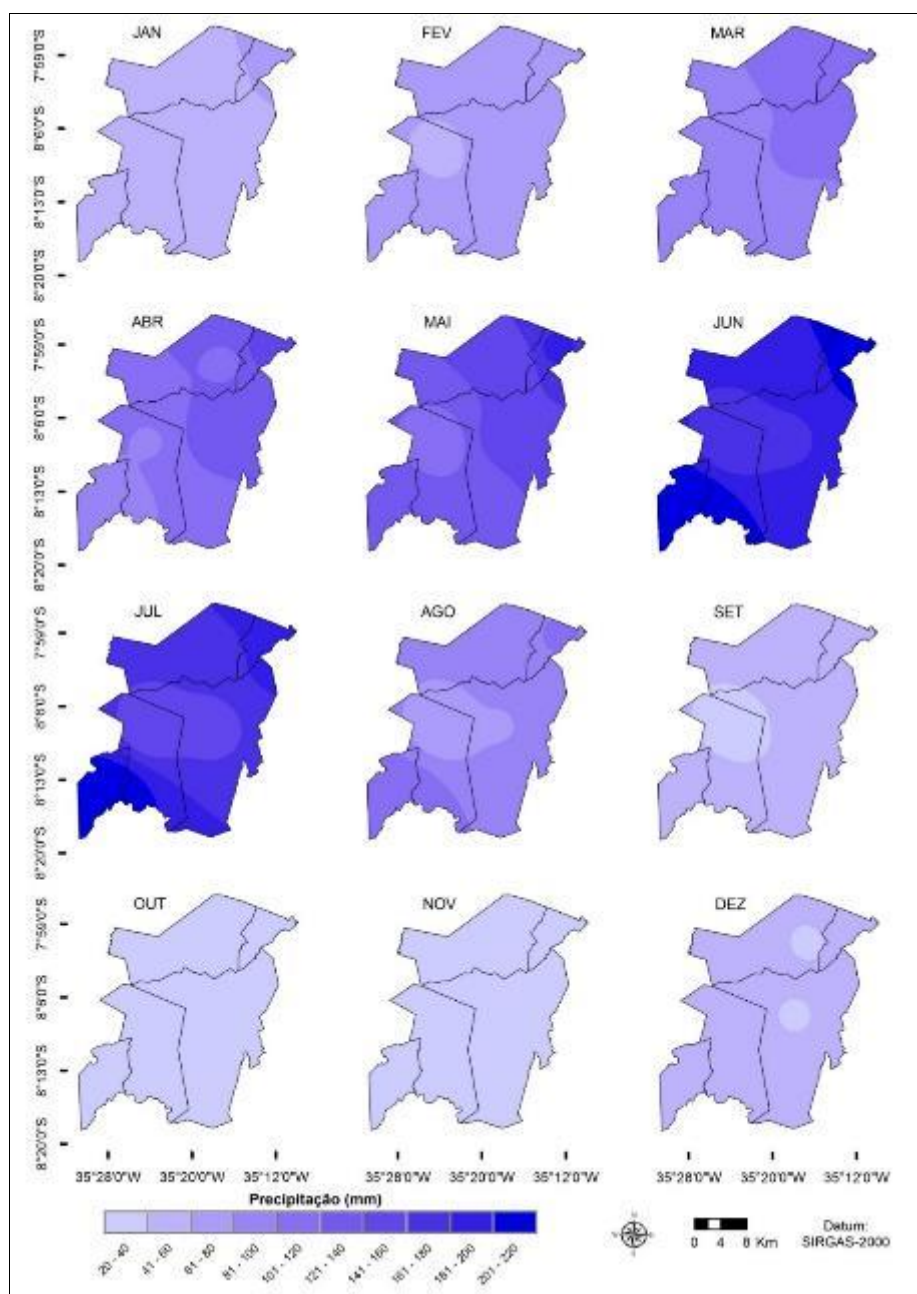 JAN FEV MAR
7°59'0"S
8°6'0"S
8°13'0"S
8°20'0"S
ABR MAI JUN
7°59'0"S
8°6'0"S
8°13'0"S
8°20'0"S
JUL AGO SET
7°59'0"S
8°6'0"S
8°13'0"S
8°20'0"S
OUT NOV DEZ
7°59'0"S
8°6'0"S
8°13'0"S
8°20'0"S
35°28'0"W 35°20'0"W 35°12'0"W 35°28'0"W 35°20'0"W 35°12'0"W 35°28'0"W 35°20'0"W 35°12'0"W
Precipitação (mm)
20 - 40 41 - 60 61 - 80 81 - 100 101 - 120 121 - 140 141 - 160 161 - 180 181 - 200 201 - 220
0 4 8 Km
Datum:
SIRGAS-2000